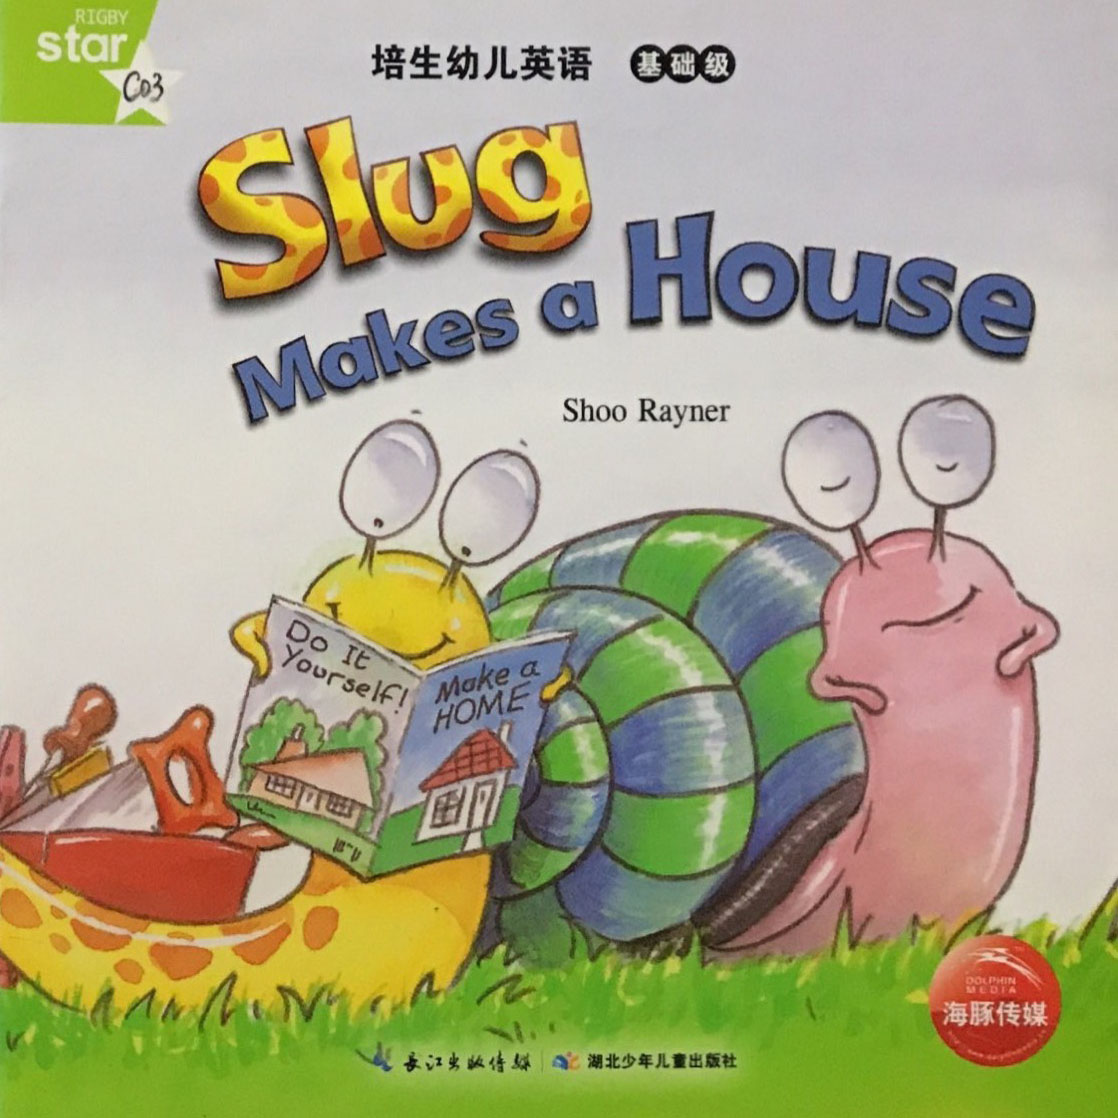 RIGBY
star
C03
培生幼儿英语 基础级
Slug
Makes a House
Shoo Rayner
Do It
Yourself!
Make a
HOME
DOLPHIN
MEDIA
海豚传媒
长江出版传媒 湖北少年儿童出版社